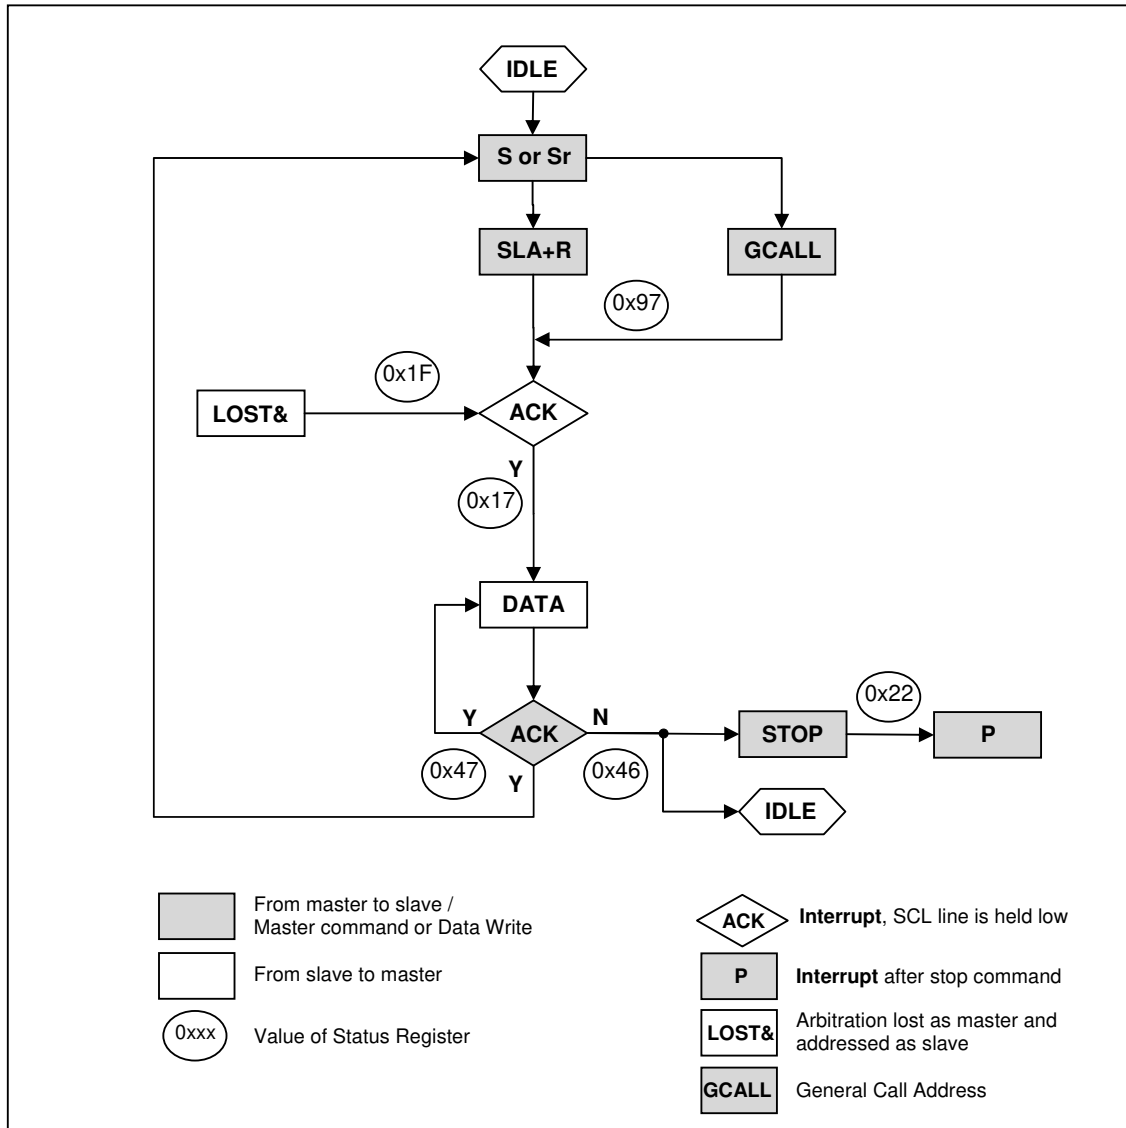 IDLE
S or Sr
SLA+R
GCALL
0x97
0x1F
LOST&
ACK
Y
0x17
DATA
0x22
Y
ACK
N
STOP
P
0x47
Y
0x46
IDLE
From master to slave /
Master command or Data Write
From slave to master
0xxx
Value of Status Register
ACK
Interrupt, SCL line is held low
P
Interrupt after stop command
LOST&
Arbitration lost as master and
addressed as slave
GCALL
General Call Address